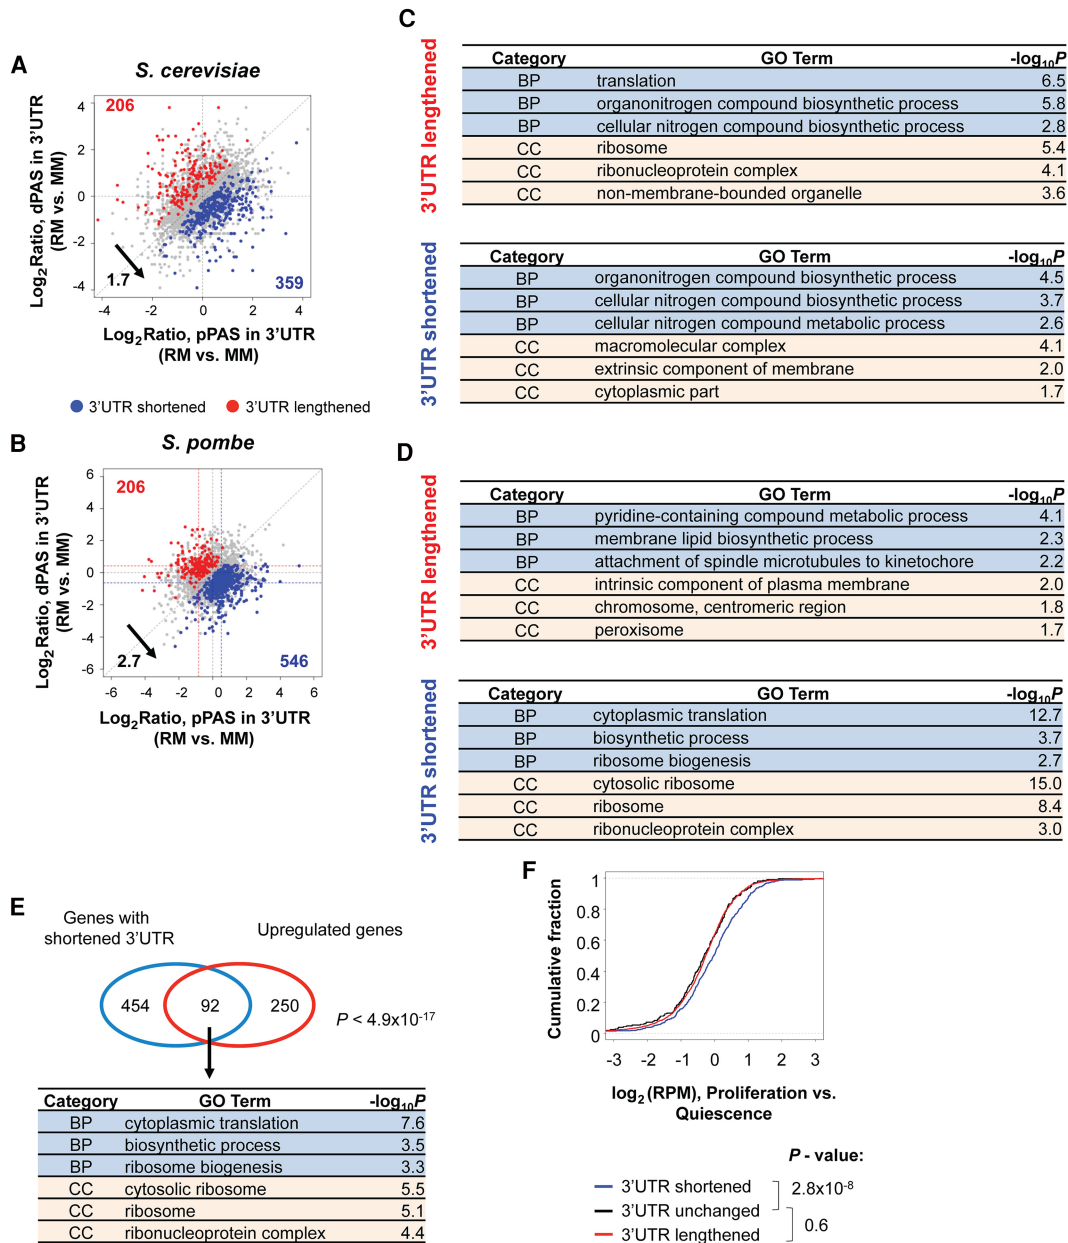 A
S. cerevisiae
Log2Ratio, dPAS in 3'UTR
(RM vs. MM)
4
2
0
-2
-4
206
1.7
359
-4 -2 0 2 4
Log2Ratio, pPAS in 3'UTR
(RM vs. MM)
3'UTR shortened 3'UTR lengthened
B
S. pombe
Log2Ratio, dPAS in 3'UTR
(RM vs. MM)
6
4
2
0
-2
-4
-6
206
2.7
546
-6 -4 -2 0 2 4 6
Log2Ratio, pPAS in 3'UTR
(RM vs. MM)
C
3'UTR lengthened
Category GO Term -log10P
BP translation 6.5
BP organonitrogen compound biosynthetic process 5.8
BP cellular nitrogen compound biosynthetic process 2.8
CC ribosome 5.4
CC ribonucleoprotein complex 4.1
CC non-membrane-bounded organelle 3.6
3'UTR shortened
Category GO Term -log10P
BP organonitrogen compound biosynthetic process 4.5
BP cellular nitrogen compound biosynthetic process 3.7
BP cellular nitrogen compound metabolic process 2.6
CC macromolecular complex 4.1
CC extrinsic component of membrane 2.0
CC cytoplasmic part 1.7
D
3'UTR lengthened
Category GO Term -log10P
BP pyridine-containing compound metabolic process 4.1
BP membrane lipid biosynthetic process 2.3
BP attachment of spindle microtubules to kinetochore 2.2
CC intrinsic component of plasma membrane 2.0
CC chromosome, centromeric region 1.8
CC peroxisome 1.7
3'UTR shortened
Category GO Term -log10P
BP cytoplasmic translation 12.7
BP biosynthetic process 3.7
BP ribosome biogenesis 2.7
CC cytosolic ribosome 15.0
CC ribosome 8.4
CC ribonucleoprotein complex 3.0
E
Genes with
shortened 3'UTR
Upregulated genes
454 92 250
P < 4.9x10-17
Category GO Term -log10P
BP cytoplasmic translation 7.6
BP biosynthetic process 3.5
BP ribosome biogenesis 3.3
CC cytosolic ribosome 5.5
CC ribosome 5.1
CC ribonucleoprotein complex 4.4
F
Cumulative fraction
1
0.8
0.6
0.4
0.2
0
-3 -2 -1 0 1 2 3
log2(RPM), Proliferation vs.
Quiescence
P - value:
3'UTR shortened
3'UTR unchanged
3'UTR lengthened
2.8x10-8
0.6